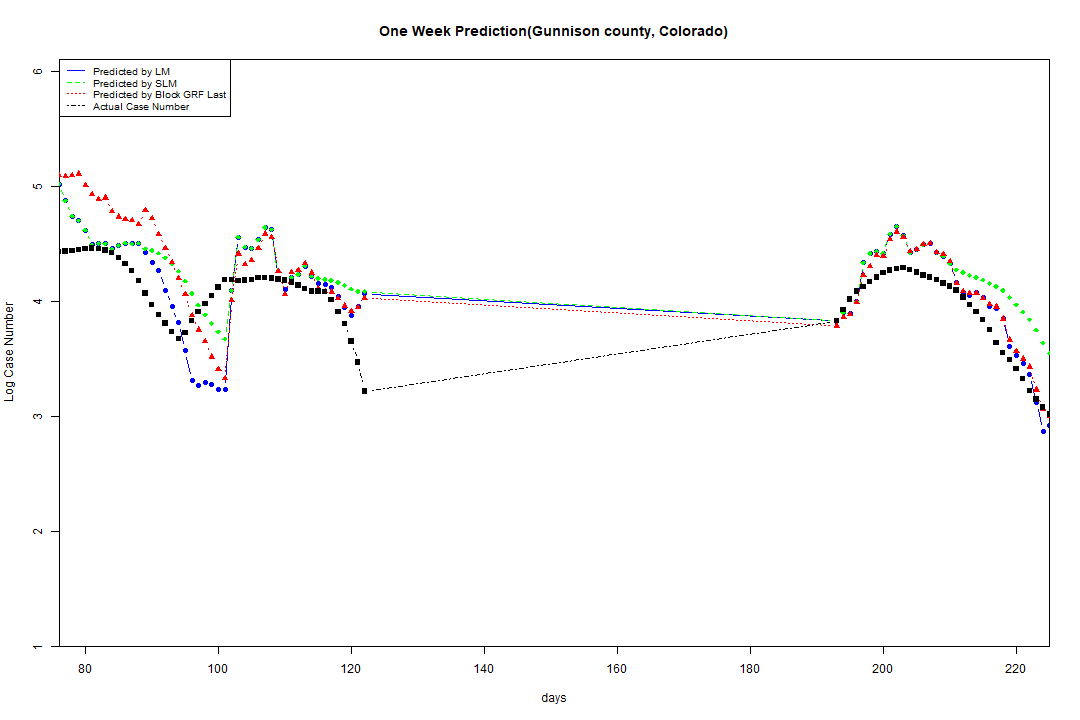 One Week Prediction(Gunnison county, Colorado)
Predicted by LM
Predicted by SLM
Predicted by Block GRF Last
Actual Case Number
6
5
4
3
2
1
Log Case Number
80 100 120 140 160 180 200 220
days